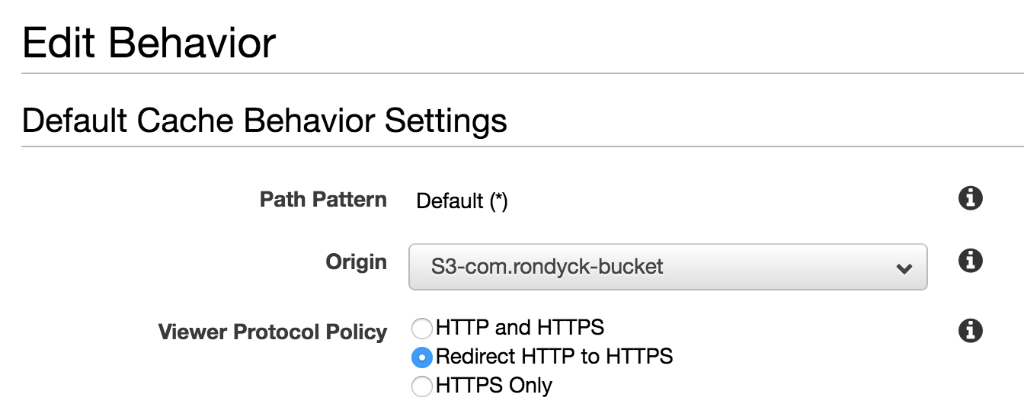 Edit Behavior
Default Cache Behavior Settings
Path Pattern Default (*)
Origin S3-com.rondyck-bucket
Viewer Protocol Policy HTTP and HTTPS
Redirect HTTP to HTTPS
HTTPS Only